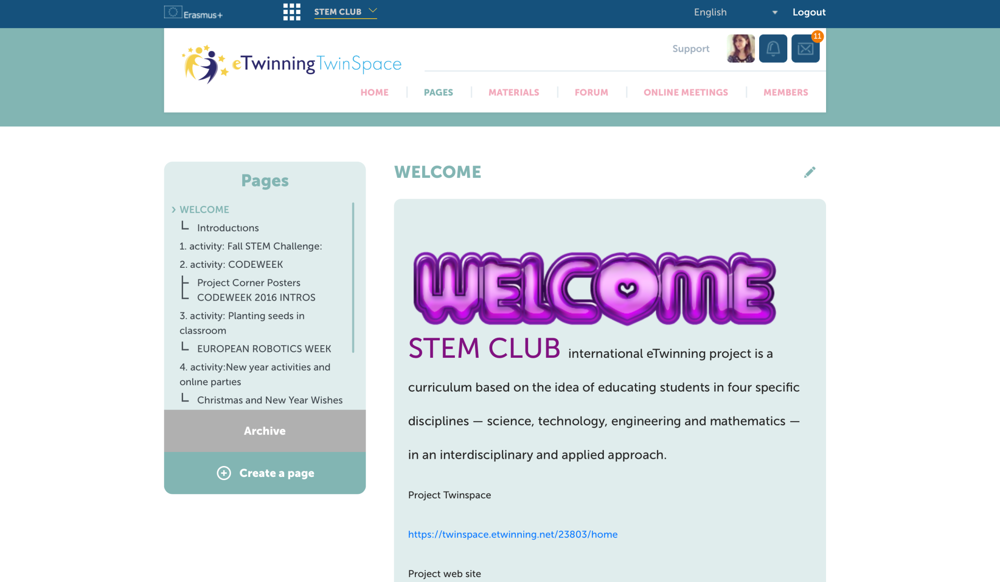 Erasmus+
STEM CLUB
English
Logout
eTwinning TwinSpace
Support
11
HOME
PAGES
MATERIALS
FORUM
ONLINE MEETINGS
MEMBERS
Pages
WELCOME
Introductıons
1. activity: Fall STEM Challenge:
2. activity: CODEWEEK
Project Corner Posters
CODEWEEK 2016 INTROS
3. activity: Planting seeds in
classroom
EUROPEAN ROBOTICS WEEK
4. activity:New year activities and
onlıne partıes
Christmas and New Year Wishes
Archive
Create a page
WELCOME
WELCOME
STEM CLUB international eTwinning project is a
curriculum based on the idea of educating students in four specific
disciplines — science, technology, engineering and mathematics —
in an interdisciplinary and applied approach.
Project Twinspace
https://twinspace.etwinning.net/23803/home
Project web site